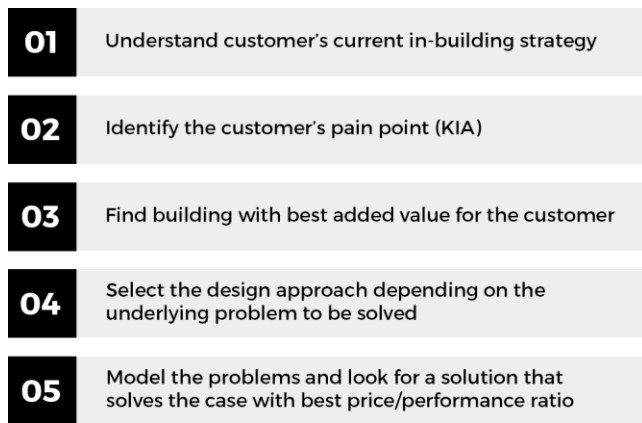 01
Understand customer's current in-building strategy
02
Identify the customer's pain point (KIA)
03
Find building with best added value for the customer
04
Select the design approach depending on the
underlying problem to be solved
05
Model the problems and look for a solution that
solves the case with best price/performance ratio